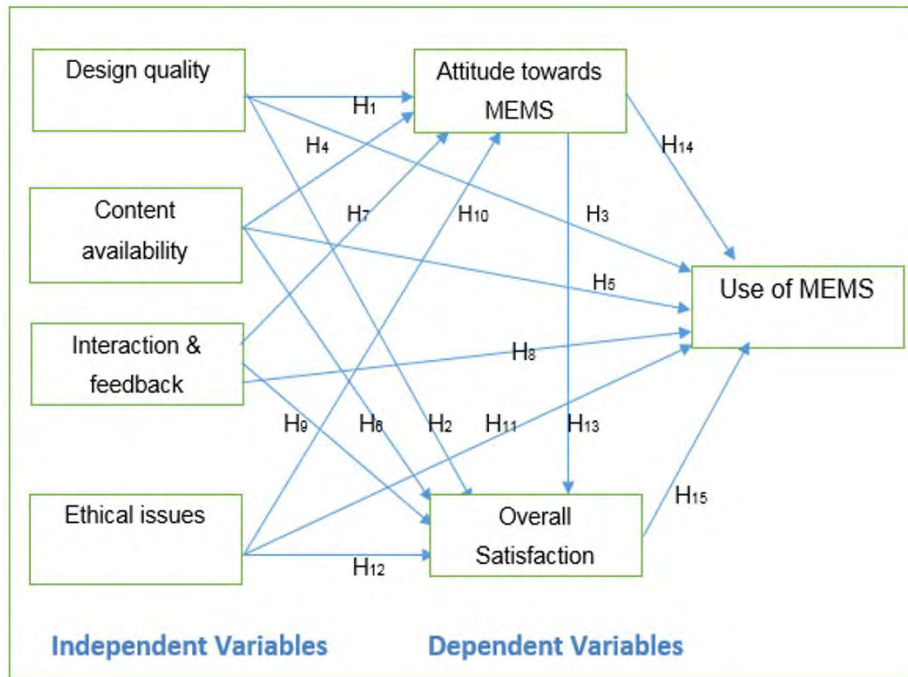 Design quality
Attitude towards
MEMS
H1
H4
H14
Content
availability
H7
H10
H3
H5
Use of MEMS
Interaction &
feedback
H8
H9
H6
H2
H11
H13
Ethical issues
Overall
Satisfaction
H15
H12
Independent Variables
Dependent Variables